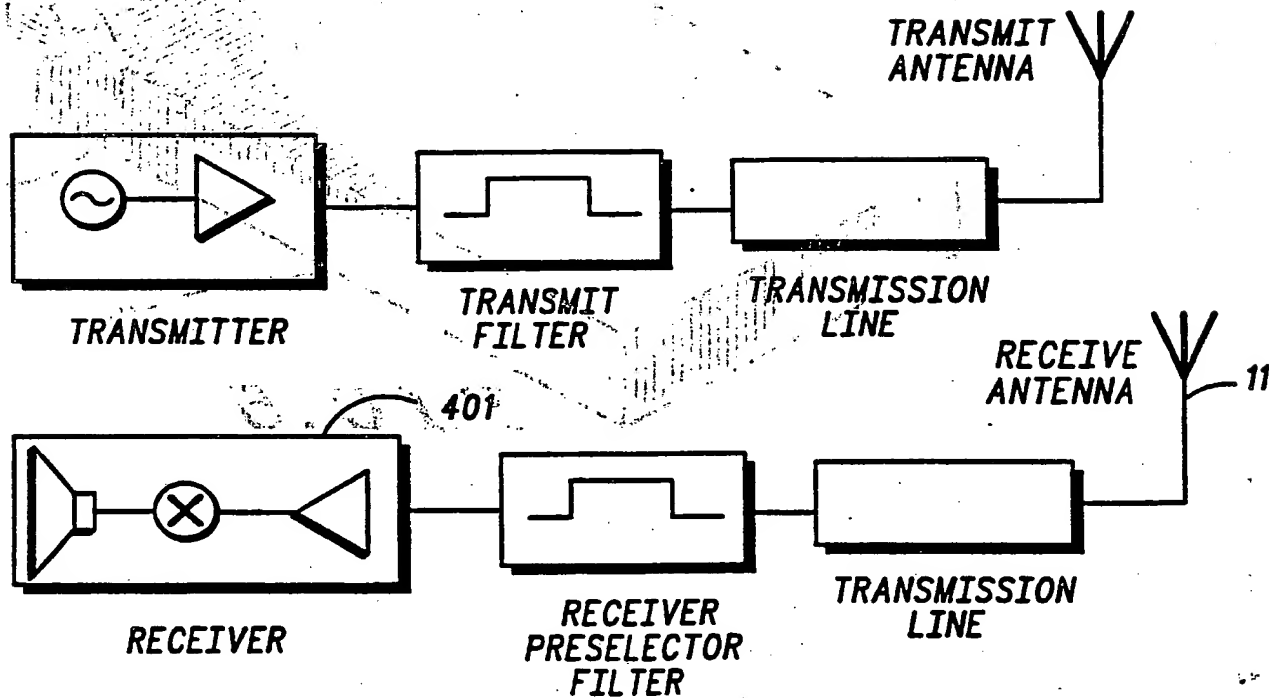 TRANSMIT
ANTENNA
TRANSMITTER
TRANSMIT
FILTER
TRANSMISSION
LINE
RECEIVE
ANTENNA
11
401
RECEIVER
RECEIVER
PRESELECTOR
FILTER
TRANSMISSION
LINE